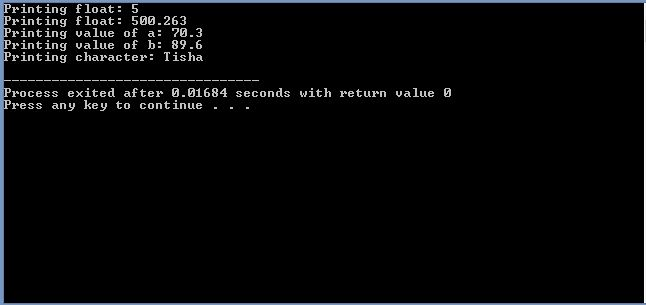 Printing float: 5
Printing float: 500.263
Printing value of a: 70.3
Printing value of b: 89.6
Printing character: Tisha
--------------------------------
Process exited after 0.01684 seconds with return value 0
Press any key to continue . . .